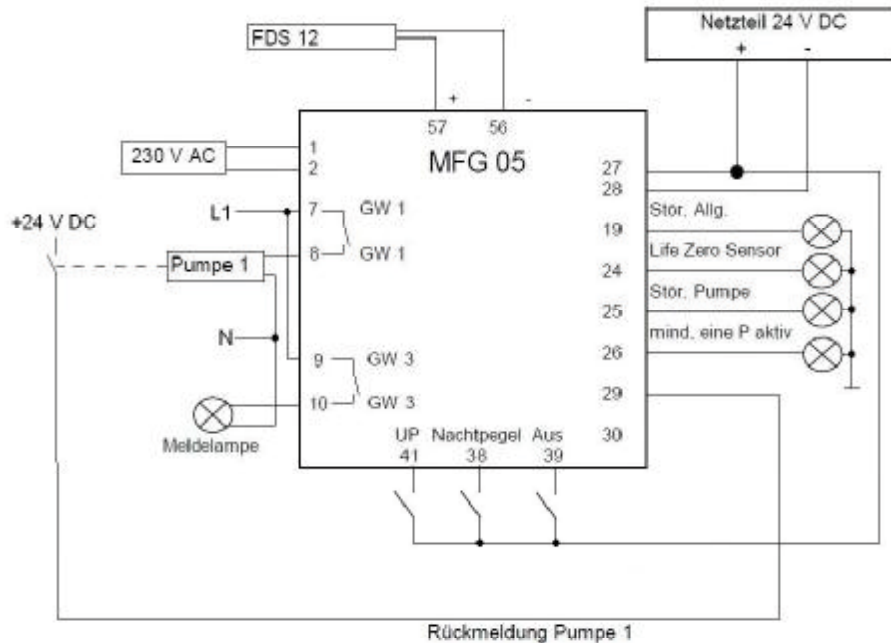 Netzteil 24 V DC
+ -
FDS 12
+ -
57 56
MFG 05
230 V AC
1
2
27
28
L1
7 GW 1
8 GW 1
+24 V DC
Pumpe 1
N
9 GW 3
10 GW 3
Meldelampe
Stör. Allg.
19
Life Zero Sensor
24
Stör. Pumpe
25
mind. eine P aktiv
26
29
30
UP Nachtpegel Aus
41 38 39
Rückmeldung Pumpe 1